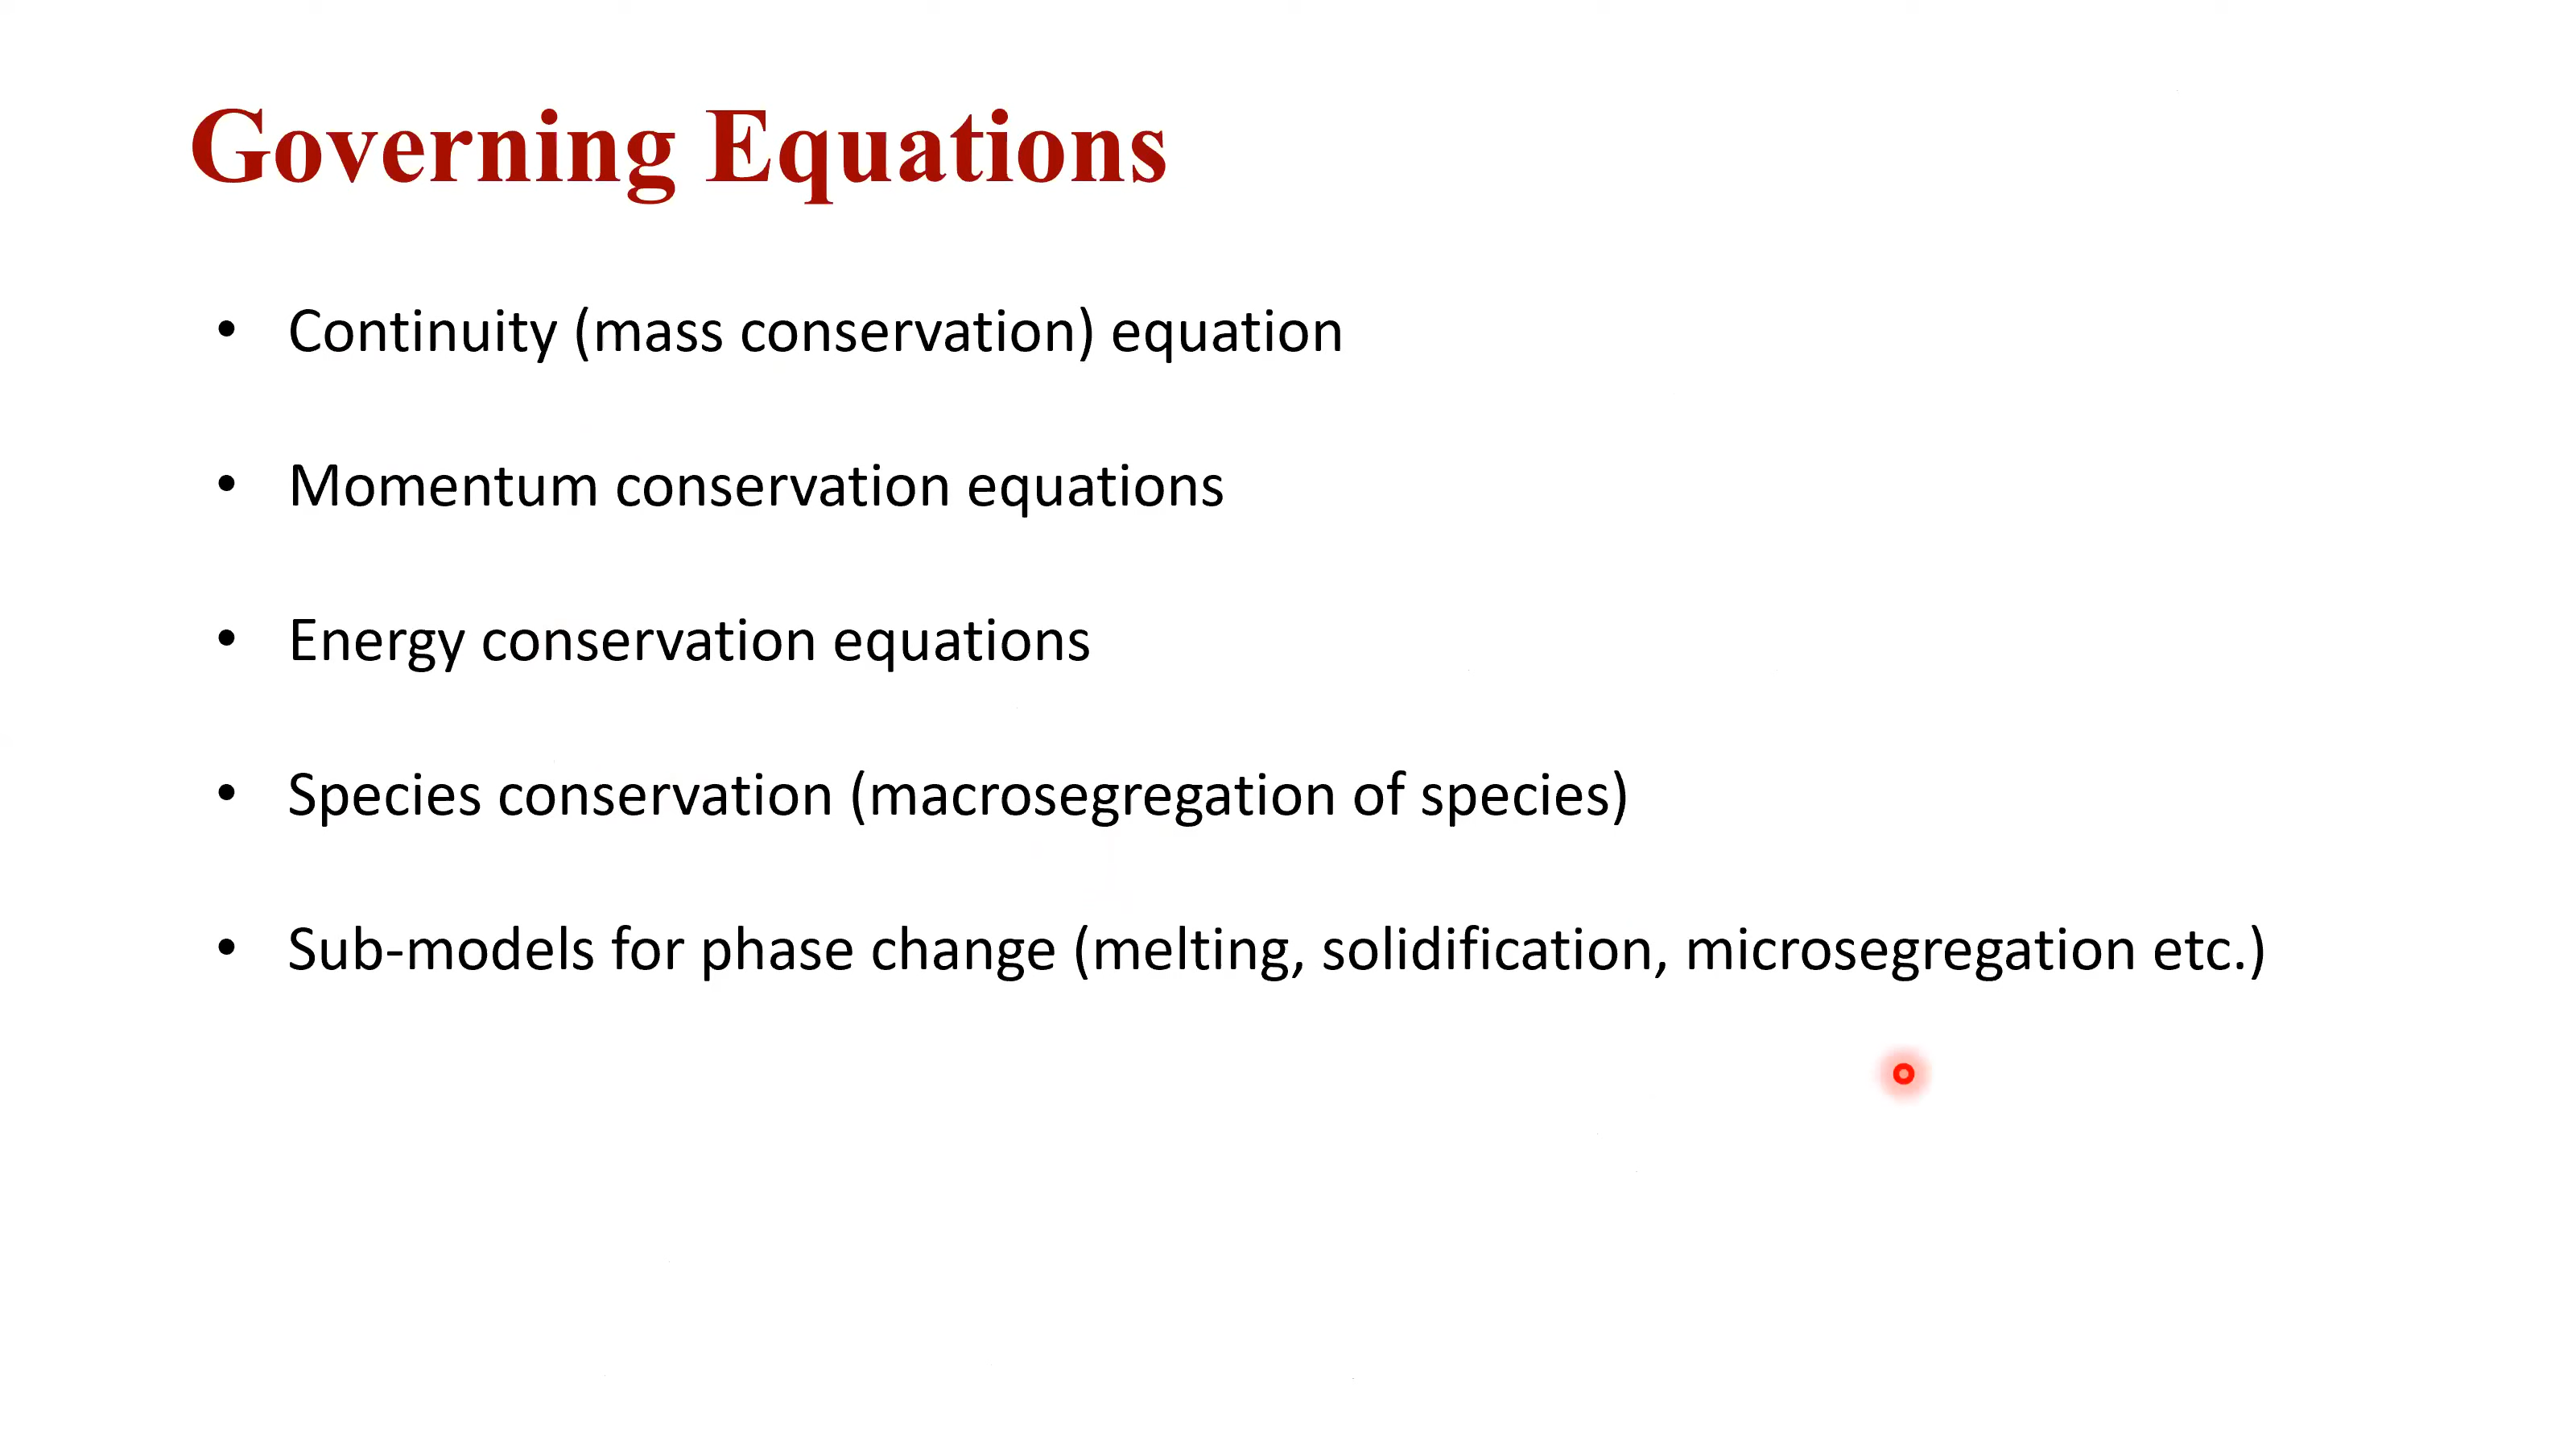 Governing Equations
• Continuity (mass conservation) equation
• Momentum conservation equations
• Energy conservation equations
• Species conservation (macrosegregation of species)
• Sub-models for phase change (melting, solidification, microsegregation etc.)